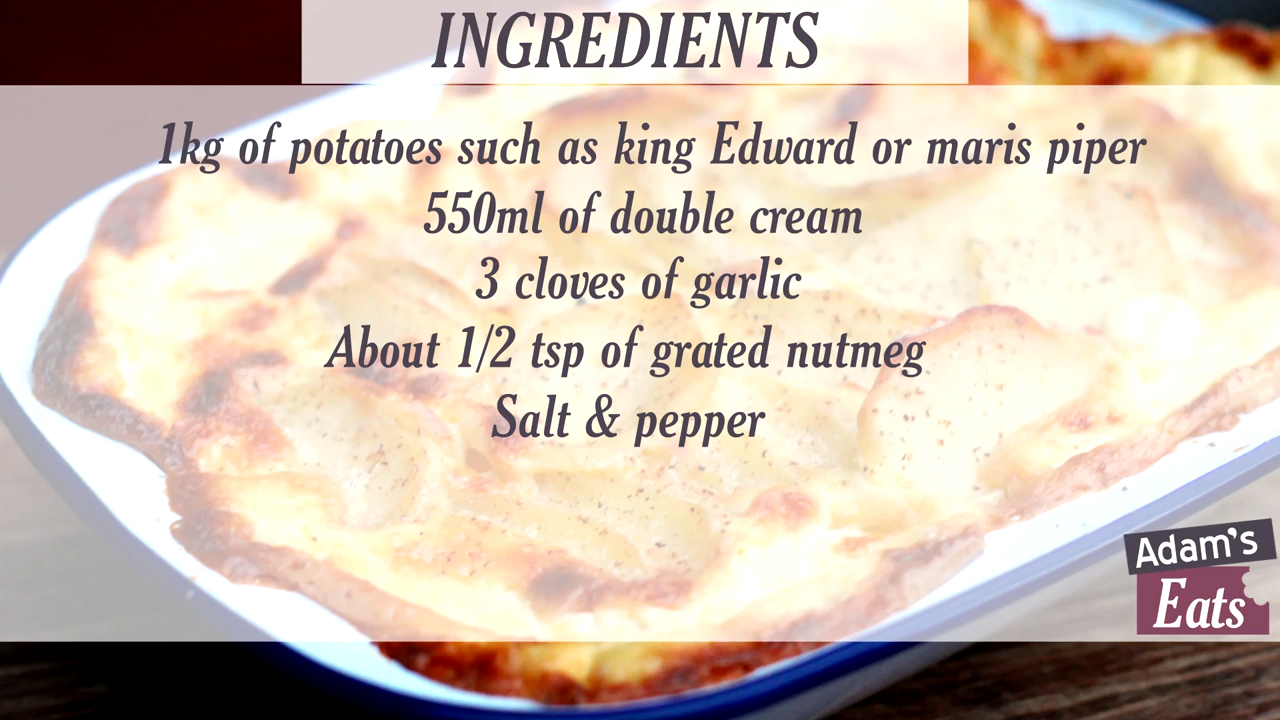 INGREDIENTS
1kg of potatoes such as king Edward or maris piper
550ml of double cream
3 cloves of garlic
About 1/2 tsp of grated nutmeg
Salt & pepper
Adam's
Eats